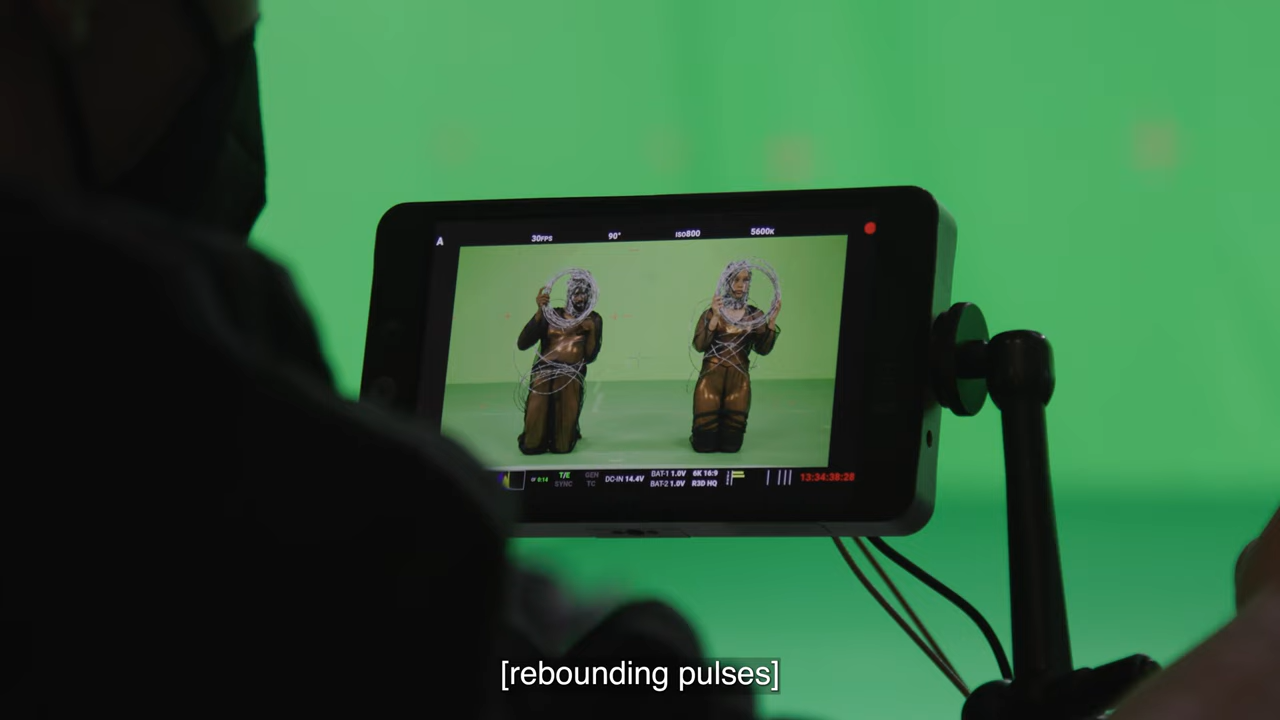 A 30FPS 90° ISO800 5600K
T/E GEN DC-IN 14.4V BAT-1 1.0V 6K 16:9
SYNC TC BAT-2 1.0V R3D HQ 13:34:38:28
[rebounding pulses]